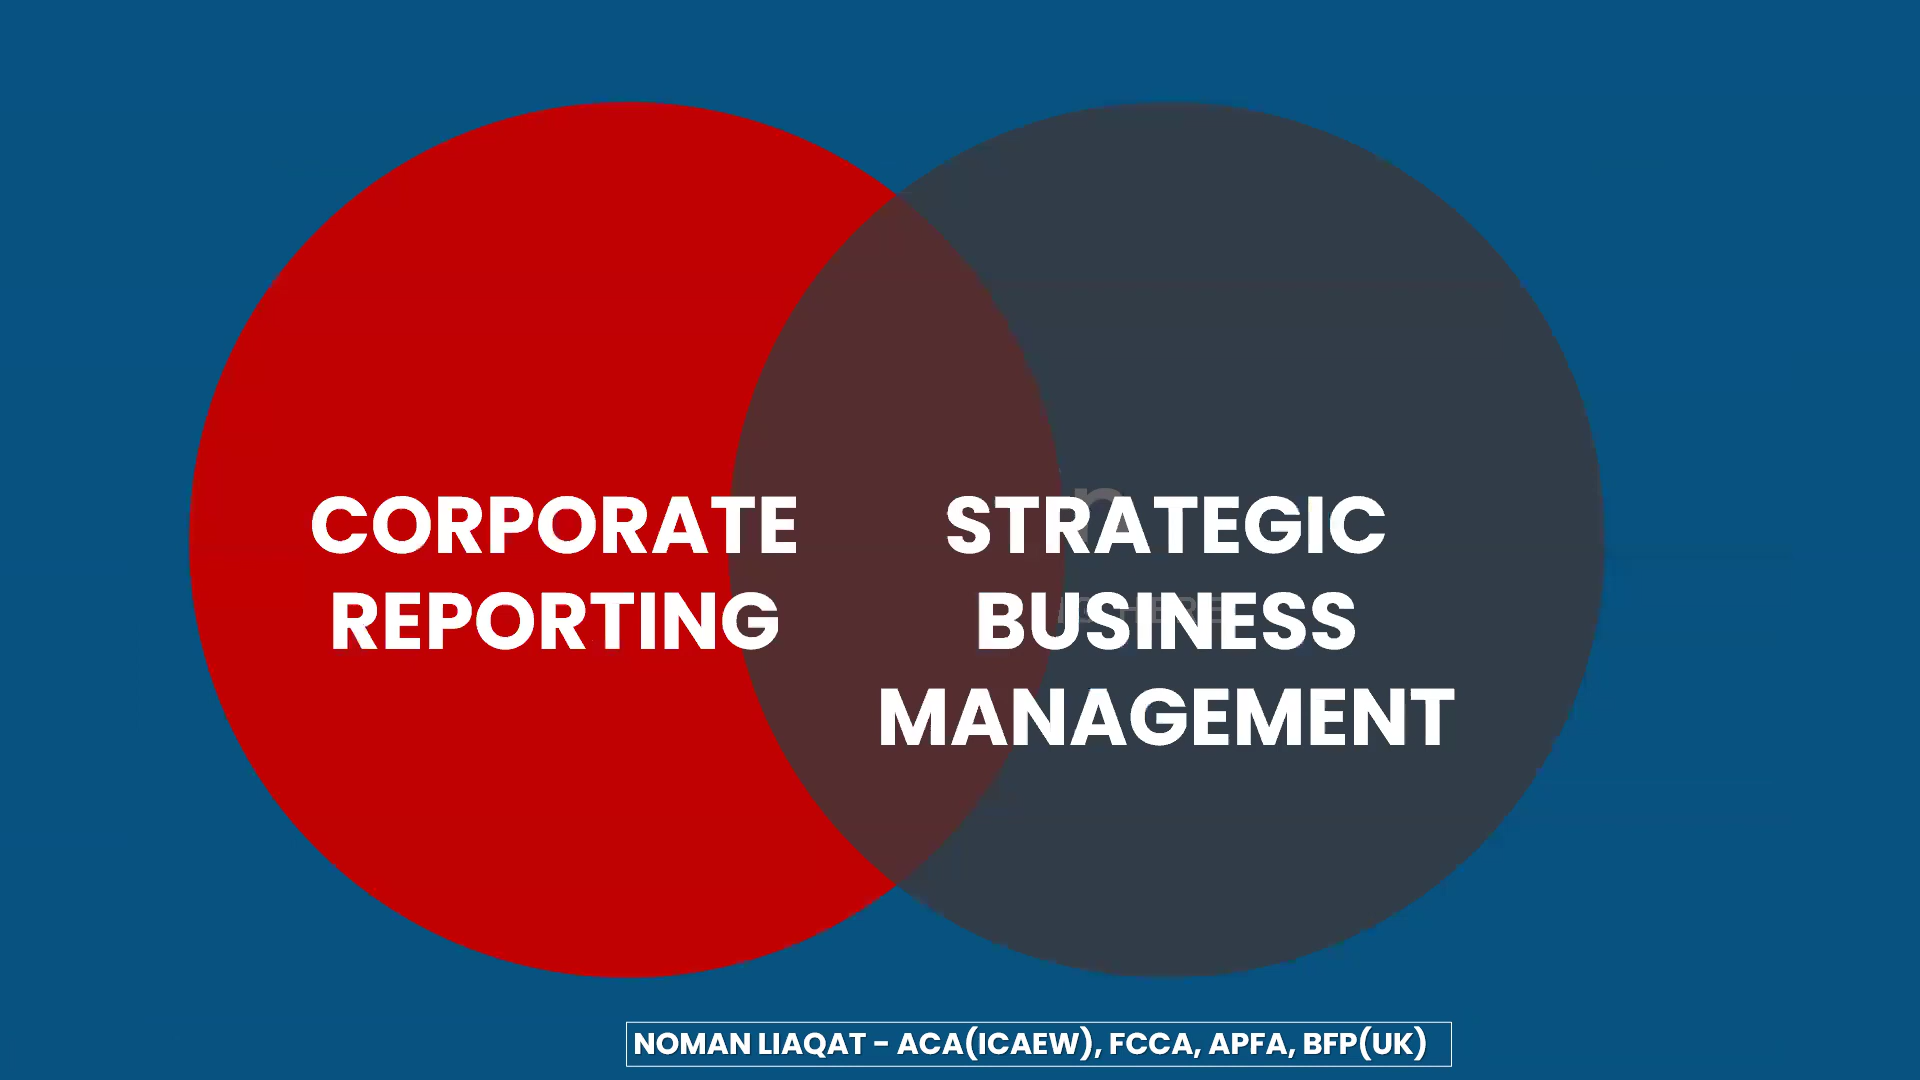 CORPORATE
REPORTING
STRATEGIC
BUSINESS
MANAGEMENT
NOMAN LIAQAT – ACA(ICAEW), FCCA, APFA, BFP(UK)